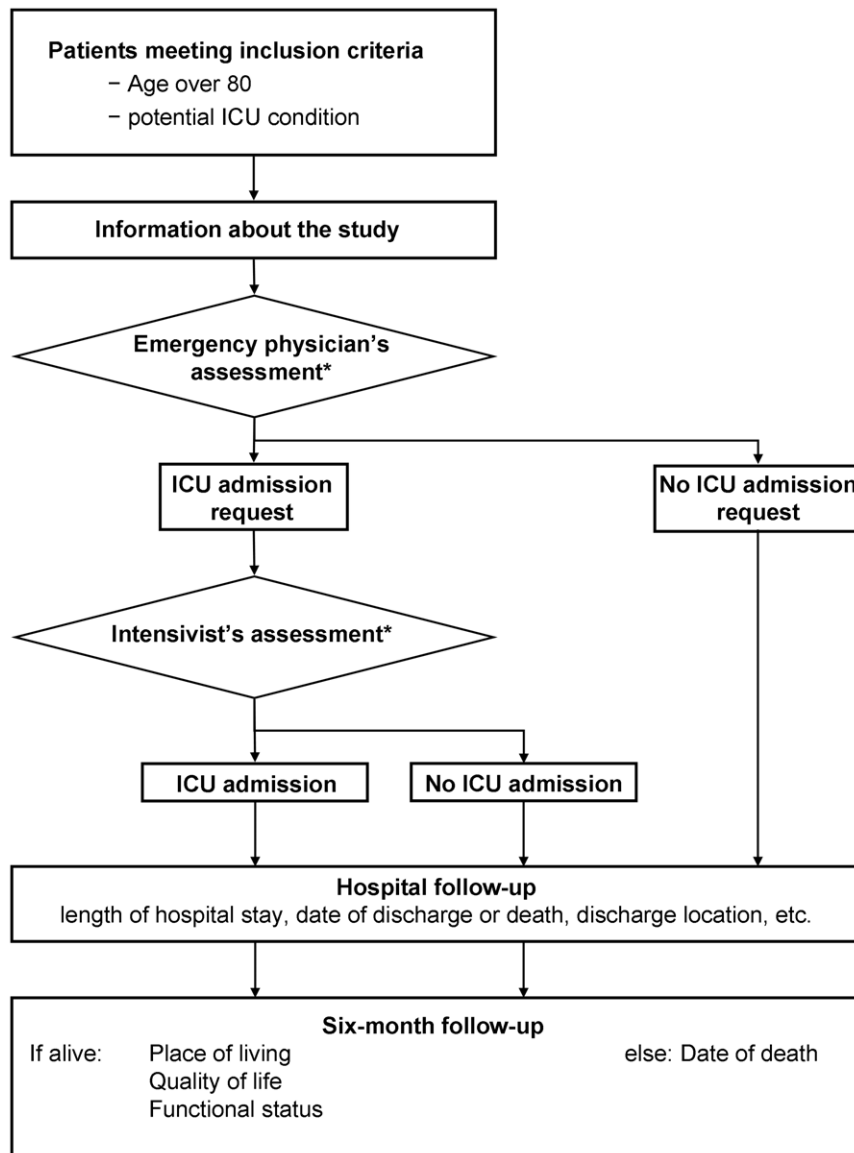 Patients meeting inclusion criteria
− Age over 80
− potential ICU condition
Information about the study
Emergency physician’s
assessment*
ICU admission
request
No ICU admission
request
Intensivist’s assessment*
ICU admission
No ICU admission
Hospital follow-up
length of hospital stay, date of discharge or death, discharge location, etc.
Six-month follow-up
If alive: Place of living else: Date of death
Quality of life
Functional status